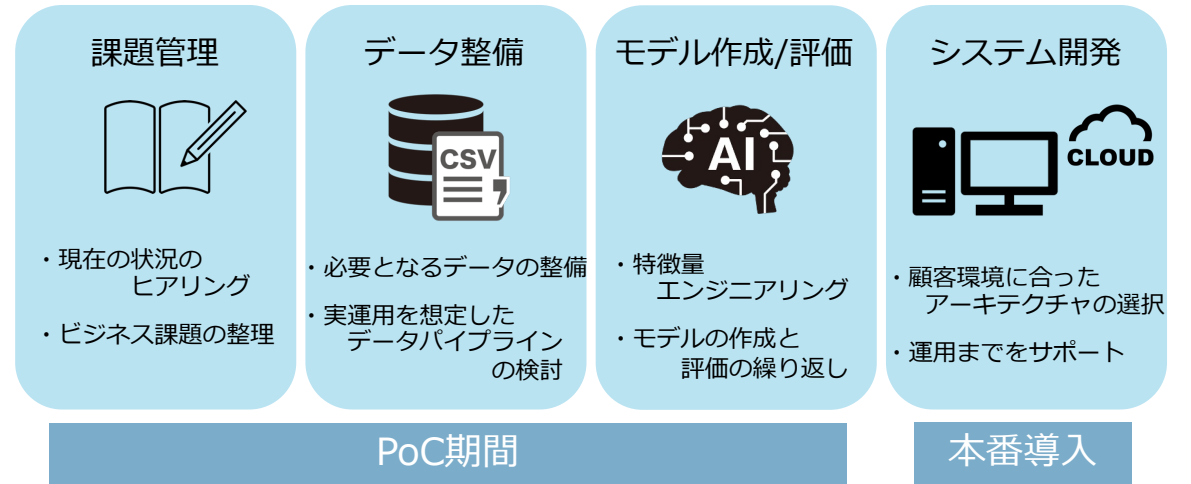 課題管理
・現在の状況の
ヒアリング
・ビジネス課題の整理
データ整備
CSV
・必要となるデータの整備
・実運用を想定した
データパイプライン
の検討
モデル作成/評価
AI
・特徴量
エンジニアリング
・モデルの作成と
評価の繰り返し
システム開発
CLOUD
・顧客環境に合った
アーキテクチャの選択
・運用までをサポート
PoC期間
本番導入